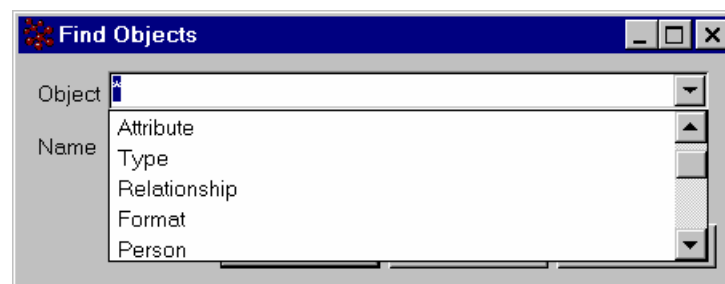 Find Objects
Object *
Attribute
Name
Type
Relationship
Format
Person